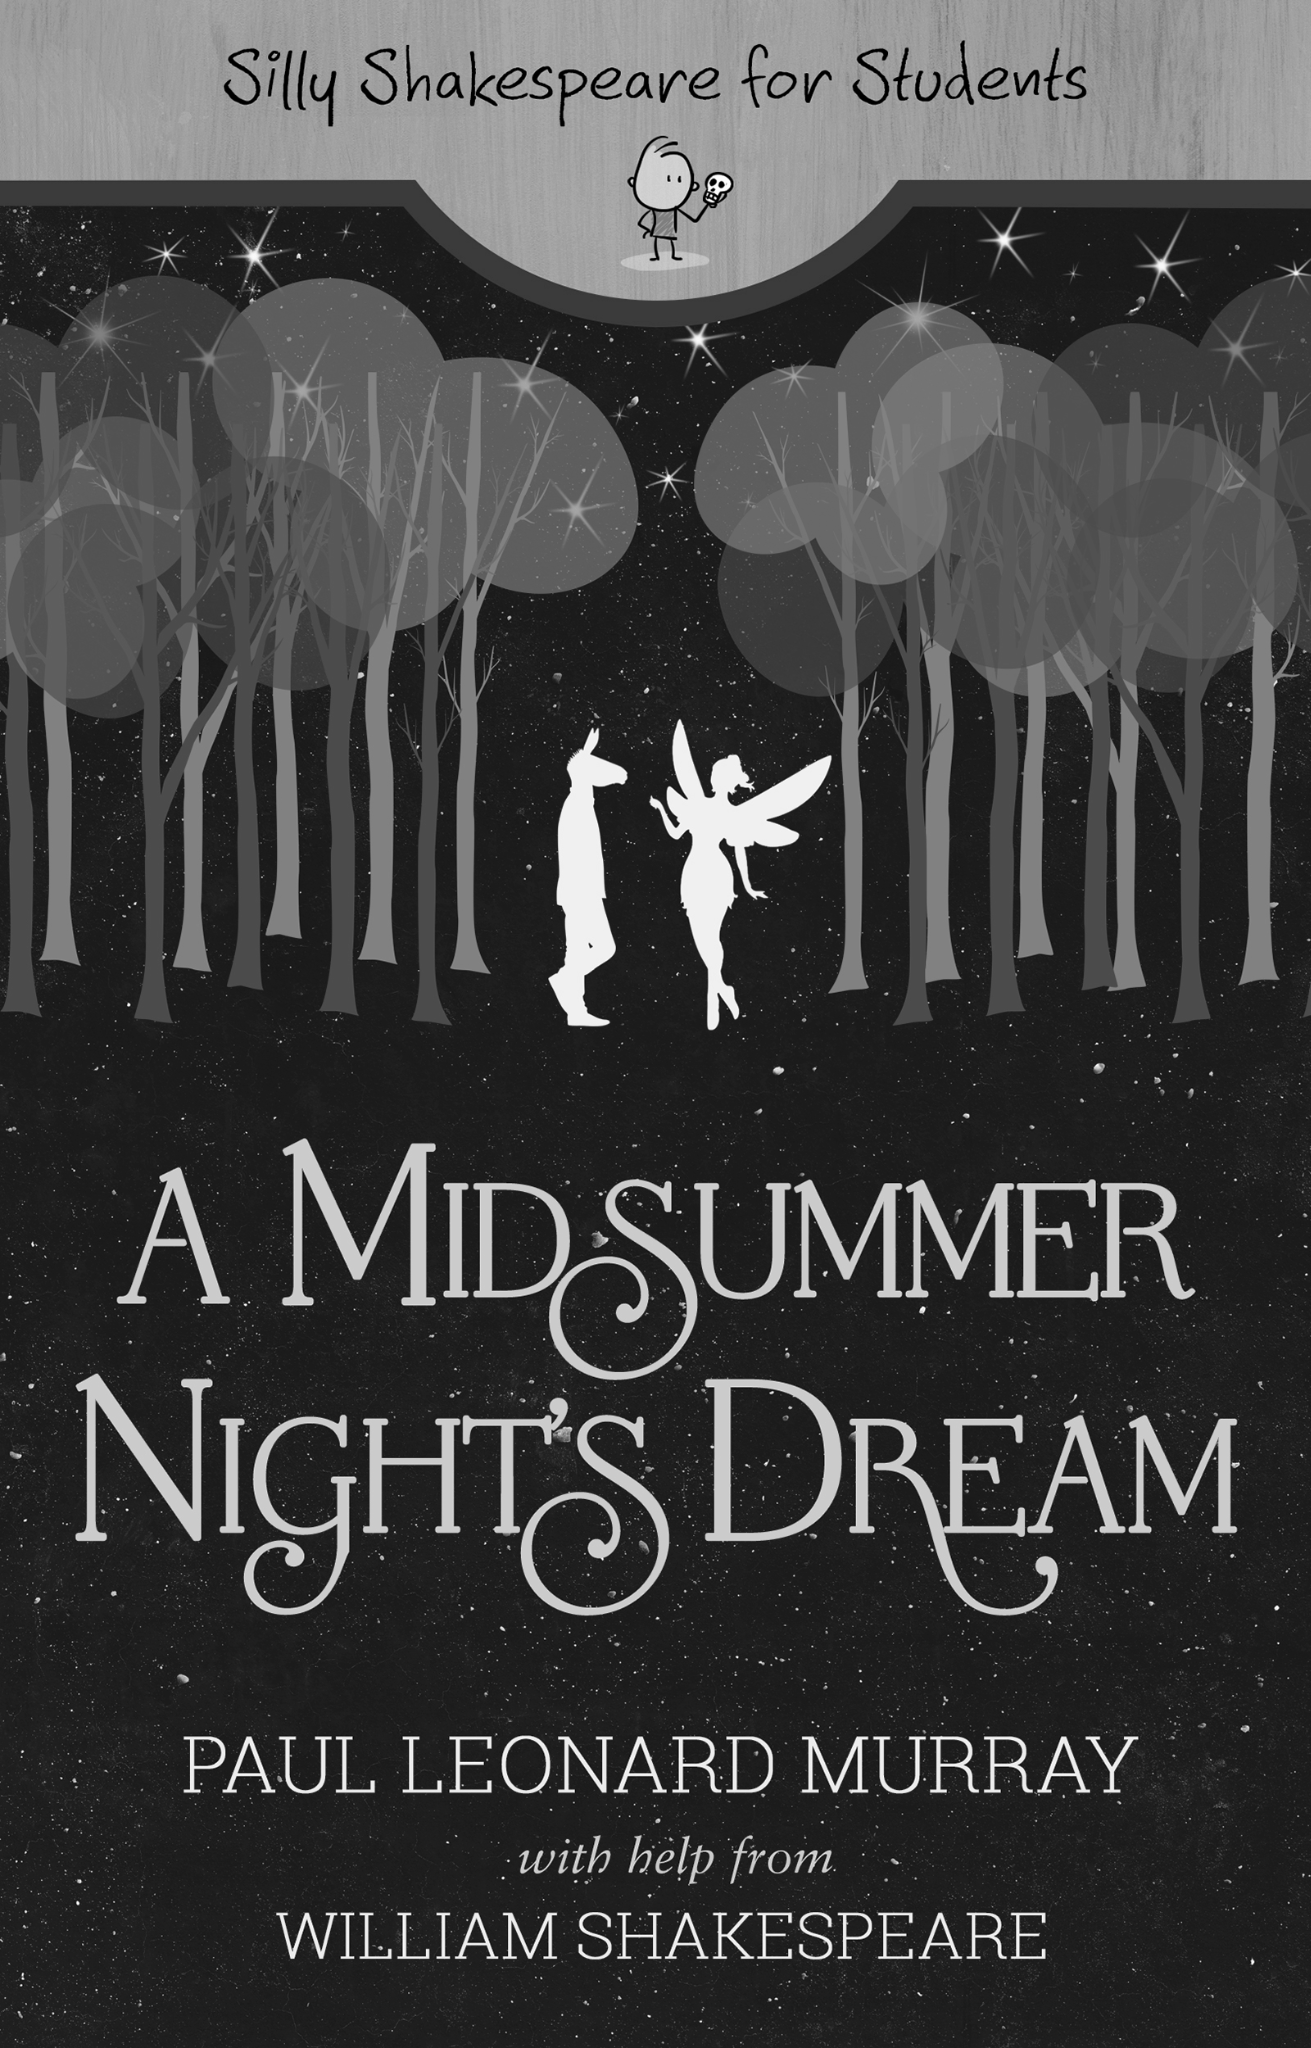 Silly Shakespeare for Students
A MIDSUMMER
NIGHT'S DREAM
PAUL LEONARD MURRAY
with help from
WILLIAM SHAKESPEARE